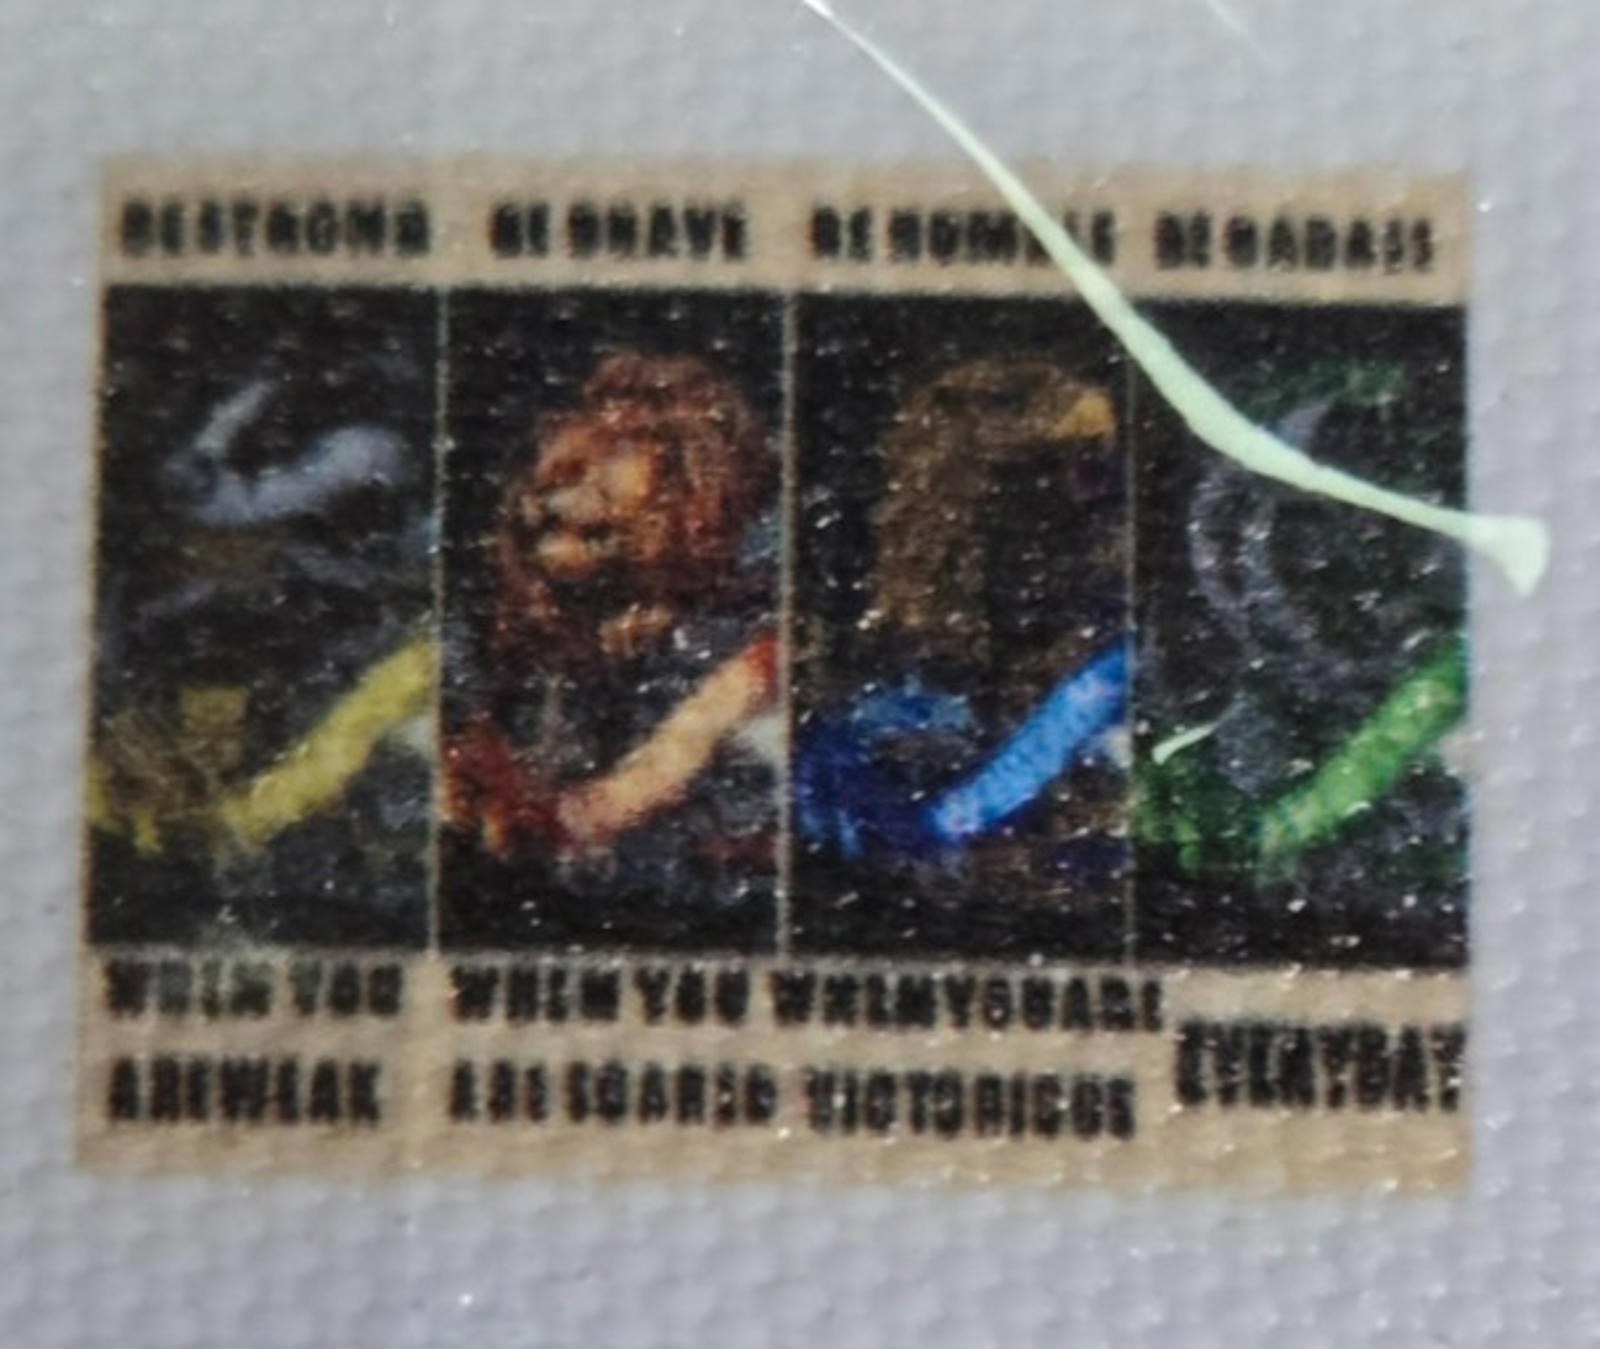 BE STRONG
BE BRAVE
BE HUMBLE
BE BADASS
WHEN YOU
ARE WEAK
WHEN YOU
ARE SCARED
WHEN YOU ARE
VICTORIOUS
EVERYDAY